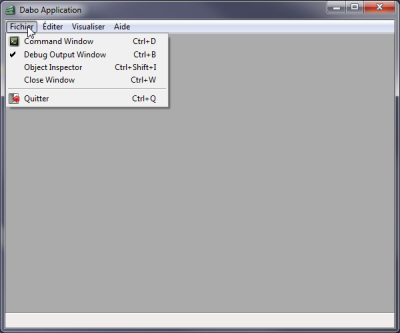 Dabo Application
Fichier Éditer Visualiser Aide
Command Window Ctrl+D
Debug Output Window Ctrl+B
Object Inspector Ctrl+Shift+I
Close Window Ctrl+W
Quitter Ctrl+Q